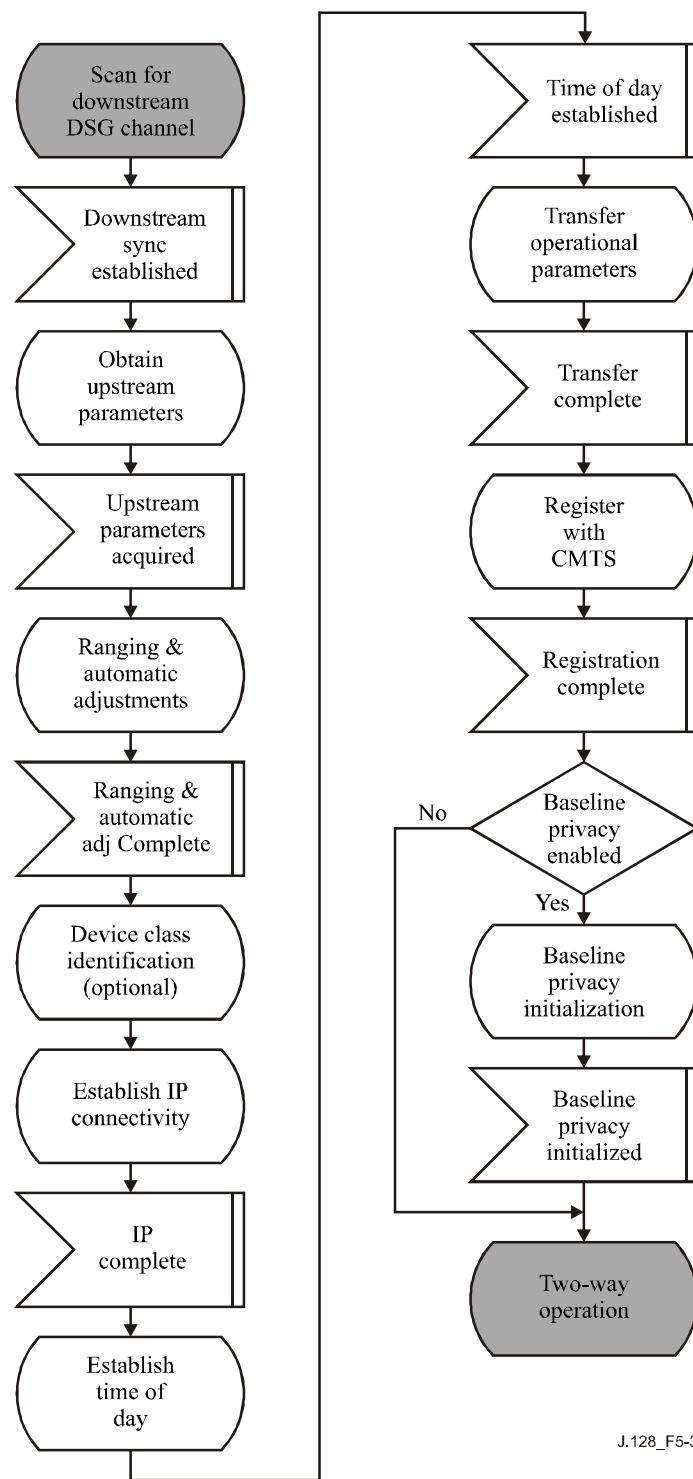 Scan for
downstream
DSG channel
Downstream
sync
established
Obtain
upstream
parameters
Upstream
parameters
acquired
Ranging &
automatic
adjustments
Ranging &
automatic
adj Complete
Device class
identification
(optional)
Establish IP
connectivity
IP
complete
Establish
time of
day
Time of day
established
Transfer
operational
parameters
Transfer
complete
Register
with
CMTS
Registration
complete
Baseline
privacy
enabled
No
Yes
Baseline
privacy
initialization
Baseline
privacy
initialized
Two-way
operation